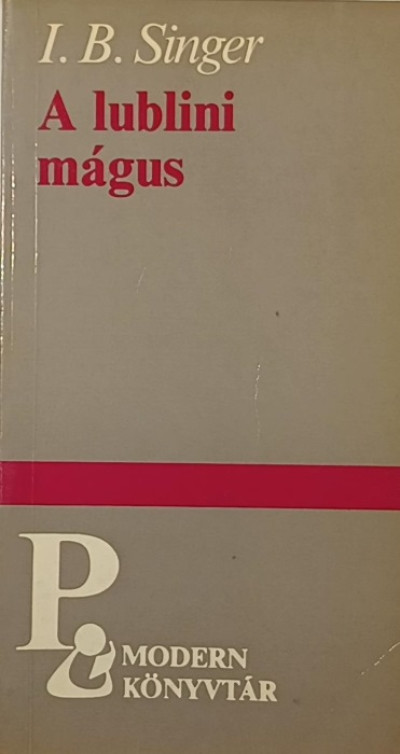 I. B. Singer
A lublini
mágus
P
MODERN
KÖNYVTÁR